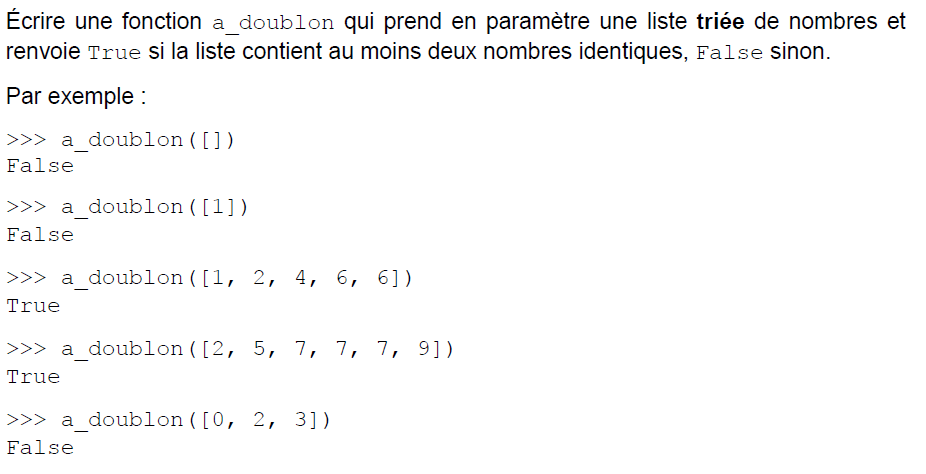 Écrire une fonction a_doublon qui prend en paramètre une liste triée de nombres et
renvoie True si la liste contient au moins deux nombres identiques, False sinon.
Par exemple :
>>> a_doublon([])
False
>>> a_doublon([1])
False
>>> a_doublon([1, 2, 4, 6, 6])
True
>>> a_doublon([2, 5, 7, 7, 7, 9])
True
>>> a_doublon([0, 2, 3])
False